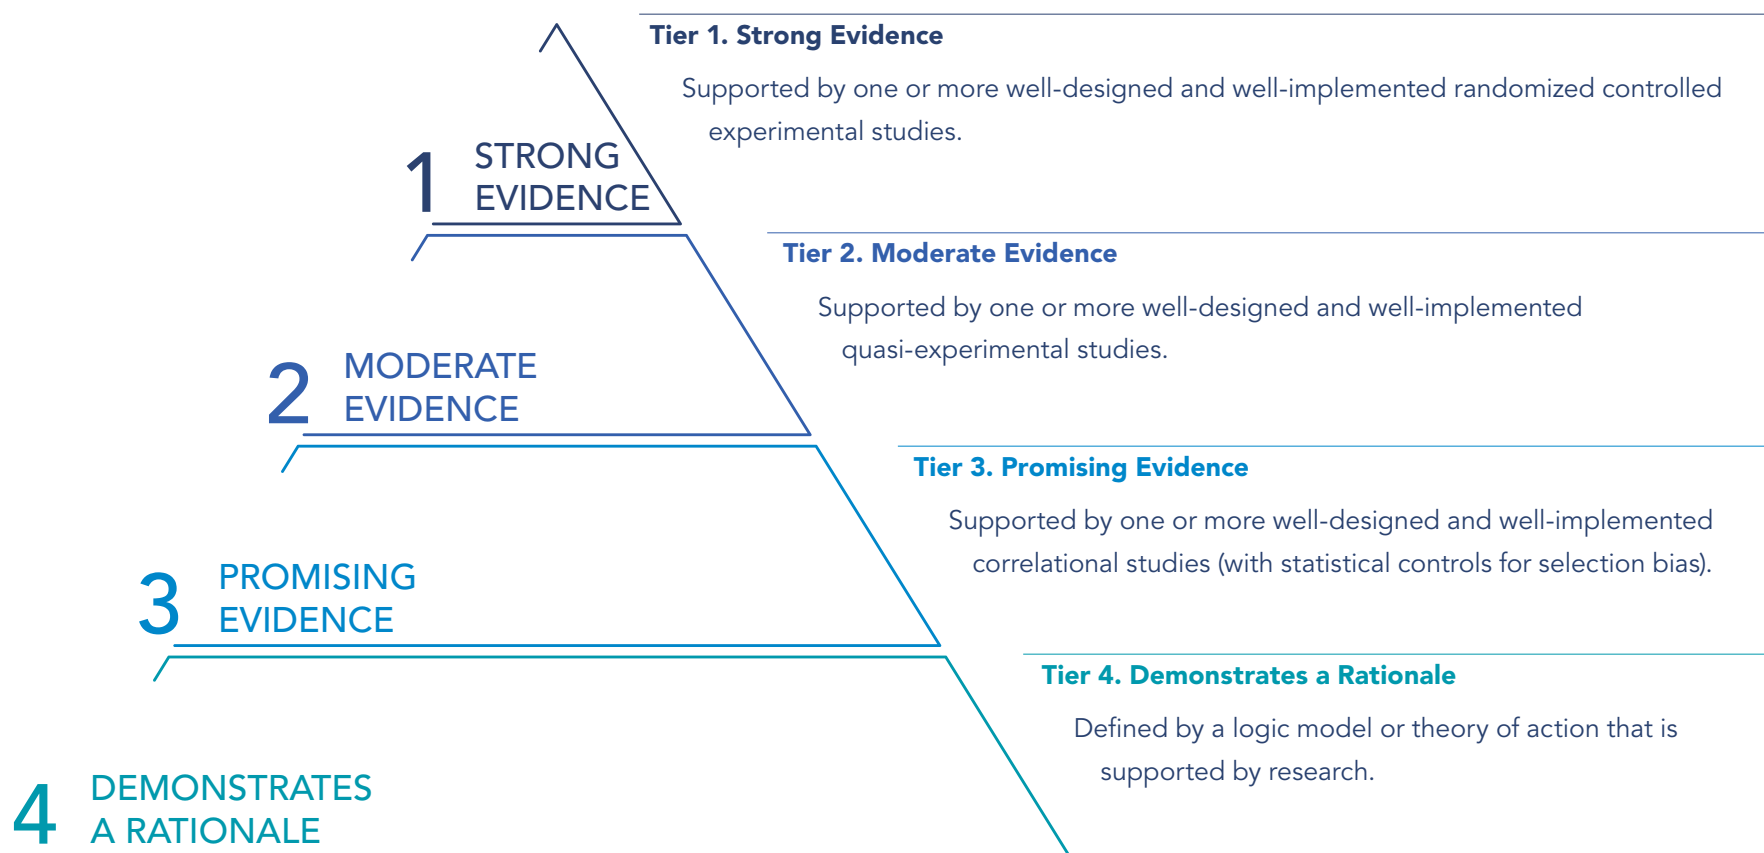 Tier 1. Strong Evidence
Supported by one or more well-designed and well-implemented randomized controlled
experimental studies.
1
STRONG
EVIDENCE
Tier 2. Moderate Evidence
Supported by one or more well-designed and well-implemented
quasi-experimental studies.
2
MODERATE
EVIDENCE
Tier 3. Promising Evidence
Supported by one or more well-designed and well-implemented
correlational studies (with statistical controls for selection bias).
3
PROMISING
EVIDENCE
Tier 4. Demonstrates a Rationale
Defined by a logic model or theory of action that is
supported by research.
4
DEMONSTRATES
A RATIONALE